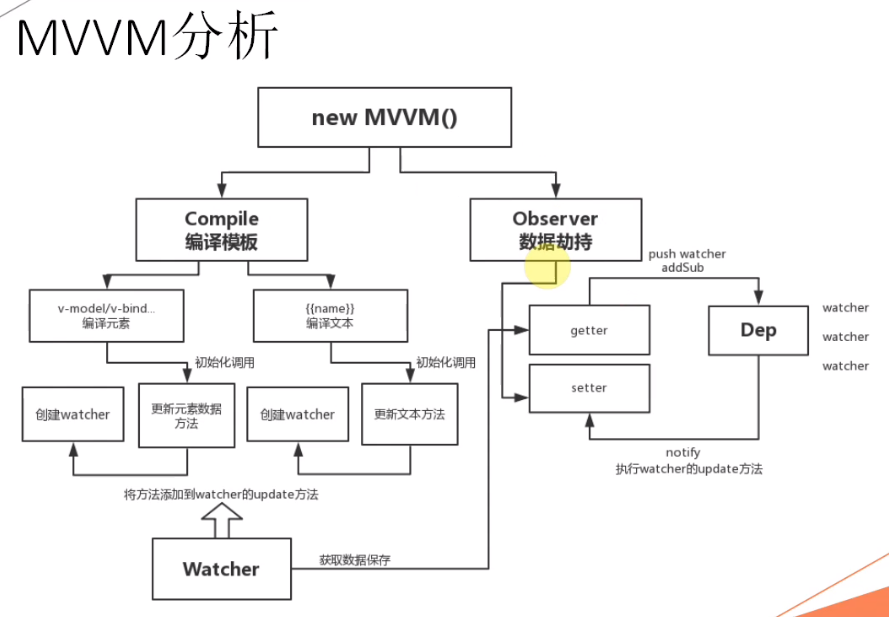 MVVM分析
new MVVM()
Compile
编译模板
Observer
数据劫持
push watcher
addSub
v-model/v-bind...
编译元素
{{name}}
编译文本
getter
Dep
watcher
watcher
watcher
初始化调用
初始化调用
setter
创建watcher
更新元素数据
方法
创建watcher
更新文本方法
notify
执行watcher的update方法
将方法添加到watcher的update方法
Watcher
获取数据保存